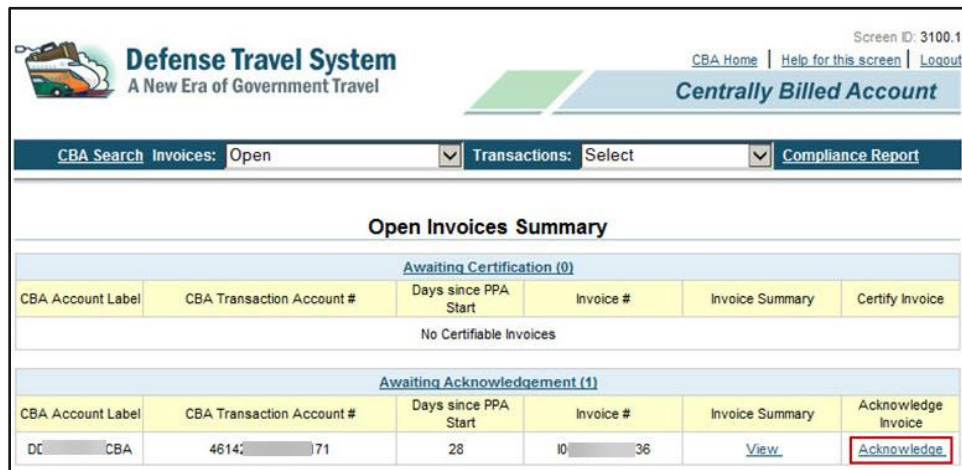 Screen ID: 3100.1
Defense Travel System
A New Era of Government Travel
CBA Home | Help for this screen | Logout
Centrally Billed Account
CBA Search Invoices: Open Transactions: Select Compliance Report
Open Invoices Summary
Awaiting Certification (0)
CBA Account Label CBA Transaction Account # Days since PPA Start Invoice # Invoice Summary Certify Invoice
No Certifiable Invoices
Awaiting Acknowledgement (1)
CBA Account Label CBA Transaction Account # Days since PPA Start Invoice # Invoice Summary Acknowledge Invoice
CBA 171 28 36 View Acknowledge